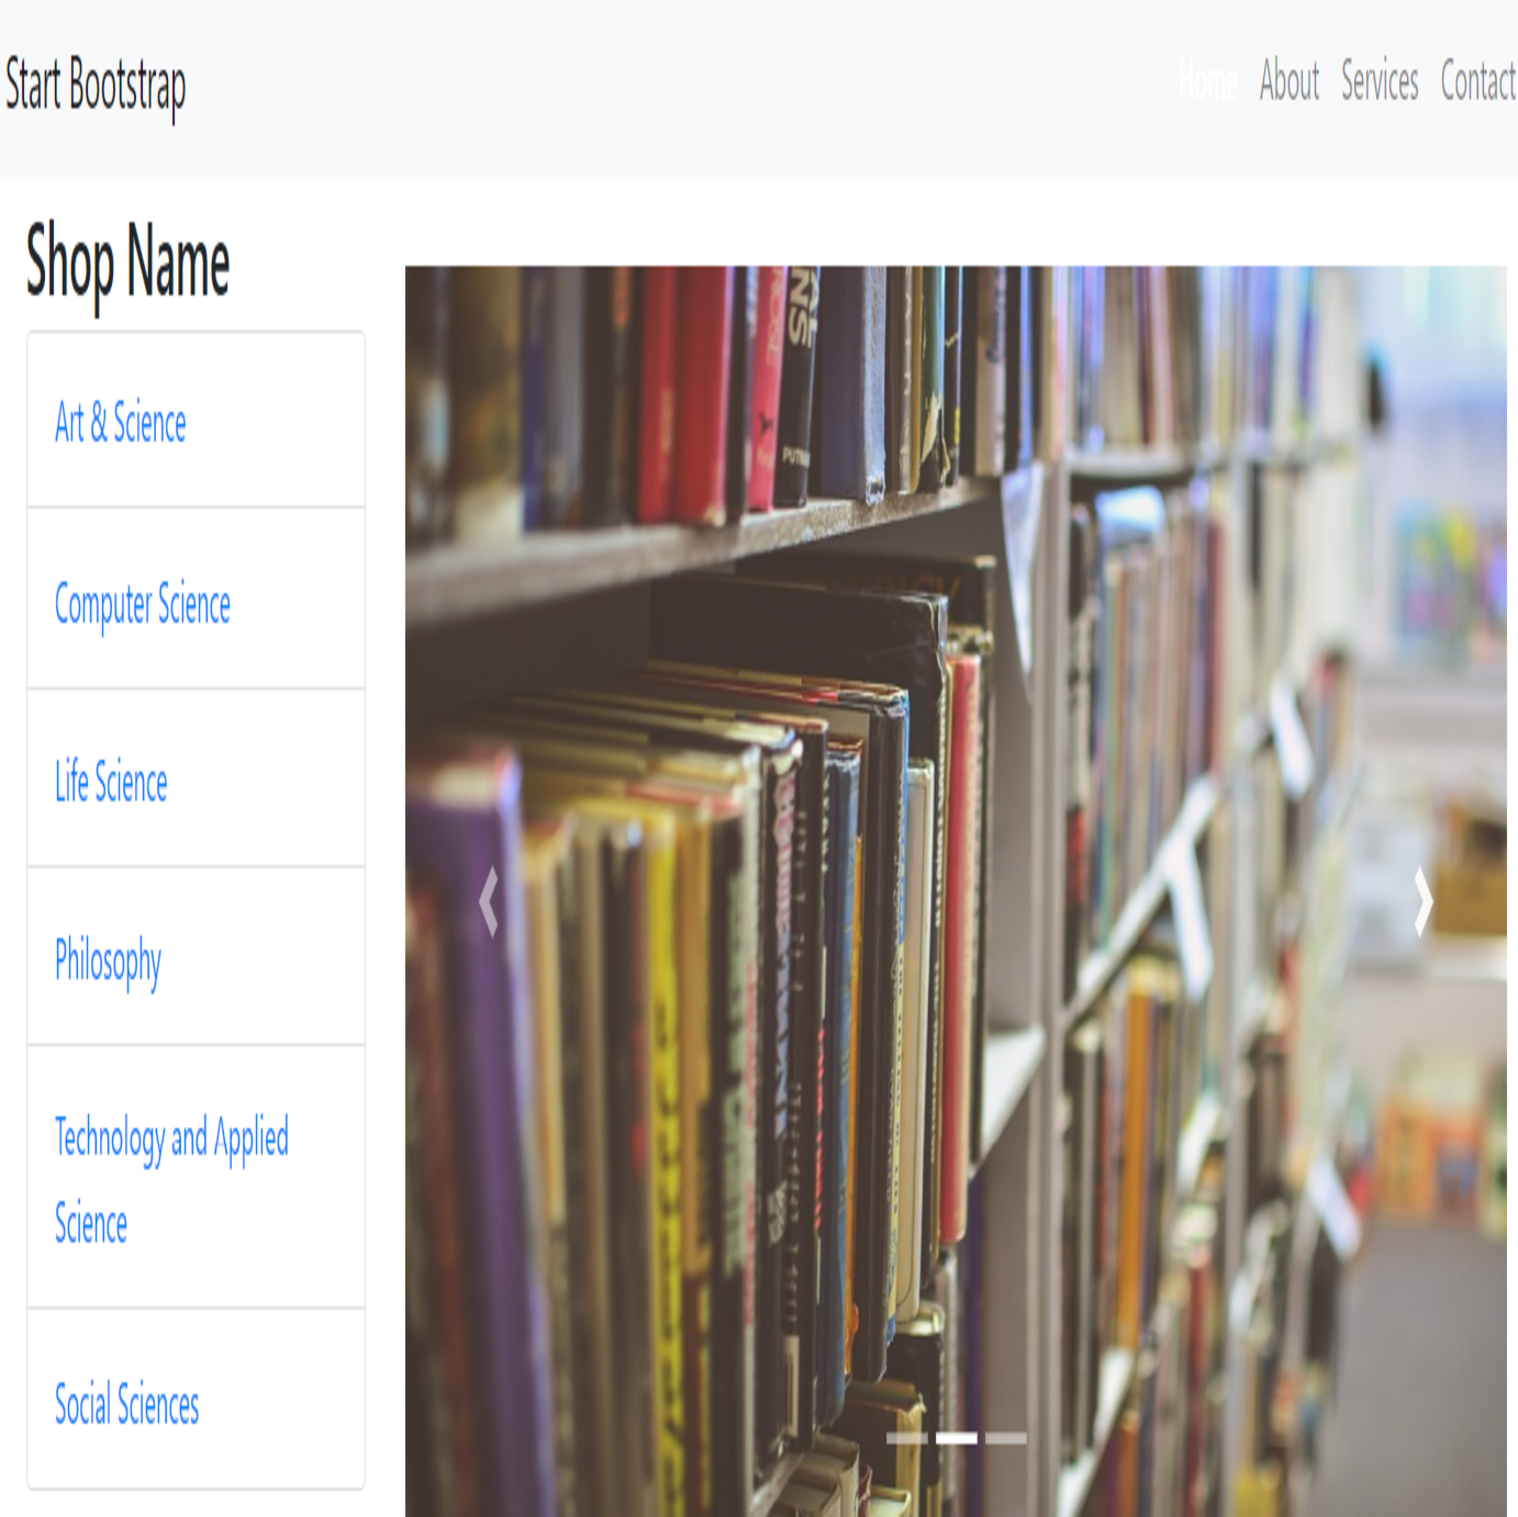 Start Bootstrap
Home About Services Contact
Shop Name
Art & Science
Computer Science
Life Science
Philosophy
Technology and Applied
Science
Social Sciences